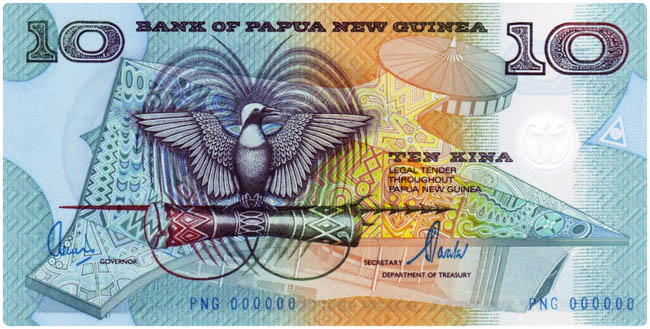 10 BANK OF PAPUA NEW GUINEA 10
TEN KINA
LEGAL TENDER
THROUGHOUT
PAPUA NEW GUINEA
GOVERNOR
SECRETARY
DEPARTMENT OF TREASURY
PNG 000000 PNG 000000